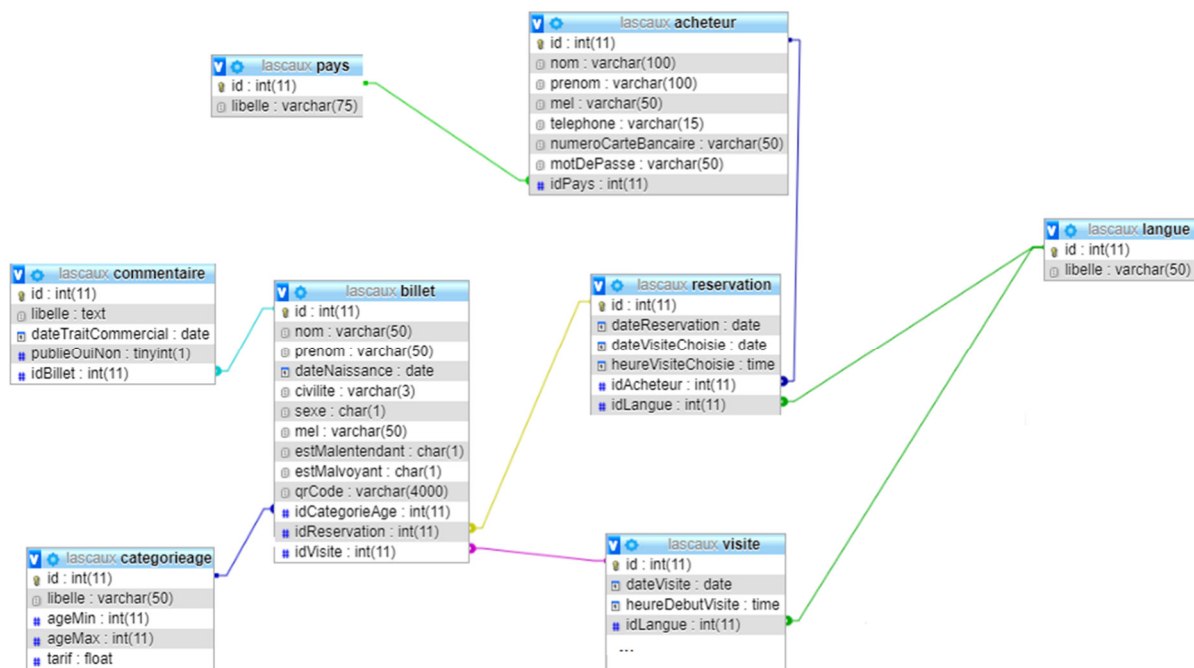 lascaux acheteur
id : int(11)
nom : varchar(100)
prenom : varchar(100)
mel : varchar(50)
telephone : varchar(15)
numeroCarteBancaire : varchar(50)
motDePasse : varchar(50)
idPays : int(11)
lascaux pays
id : int(11)
libelle : varchar(75)
lascaux langue
id : int(11)
libelle : varchar(50)
lascaux commentaire
id : int(11)
libelle : text
dateTraitCommercial : date
publieOuiNon : tinyint(1)
idBillet : int(11)
lascaux billet
id : int(11)
nom : varchar(50)
prenom : varchar(50)
dateNaissance : date
civilite : varchar(3)
sexe : char(1)
mel : varchar(50)
estMalentendant : char(1)
estMalvoyant : char(1)
qrCode : varchar(4000)
idCategorieAge : int(11)
idReservation : int(11)
idVisite : int(11)
lascaux reservation
id : int(11)
dateReservation : date
dateVisiteChoisie : date
heureVisiteChoisie : time
idAcheteur : int(11)
idLangue : int(11)
lascaux categorieage
id : int(11)
libelle : varchar(50)
ageMin : int(11)
ageMax : int(11)
tarif : float
lascaux visite
id : int(11)
dateVisite : date
heureDebutVisite : time
idLangue : int(11)
---